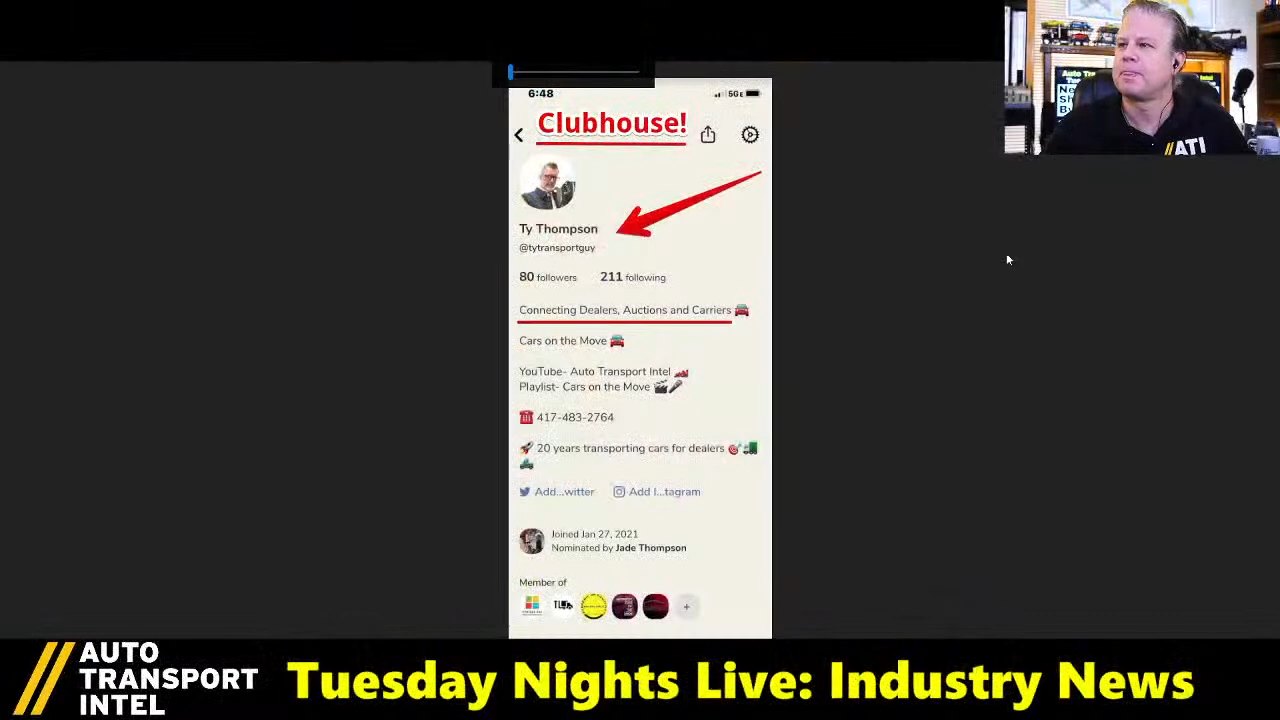 6:48
5GE
Clubhouse!
Ty Thompson
@tytransportguy
80 followers 211 following
Connecting Dealers, Auctions and Carriers
Cars on the Move
YouTube- Auto Transport Intel
Playlist- Cars on the Move
417-483-2764
20 years transporting cars for dealers
Add...witter Add I...tagram
Joined Jan 27, 2021
Nominated by Jade Thompson
Member of
+
ATI
AUTO
TRANSPORT
INTEL
Tuesday Nights Live: Industry News